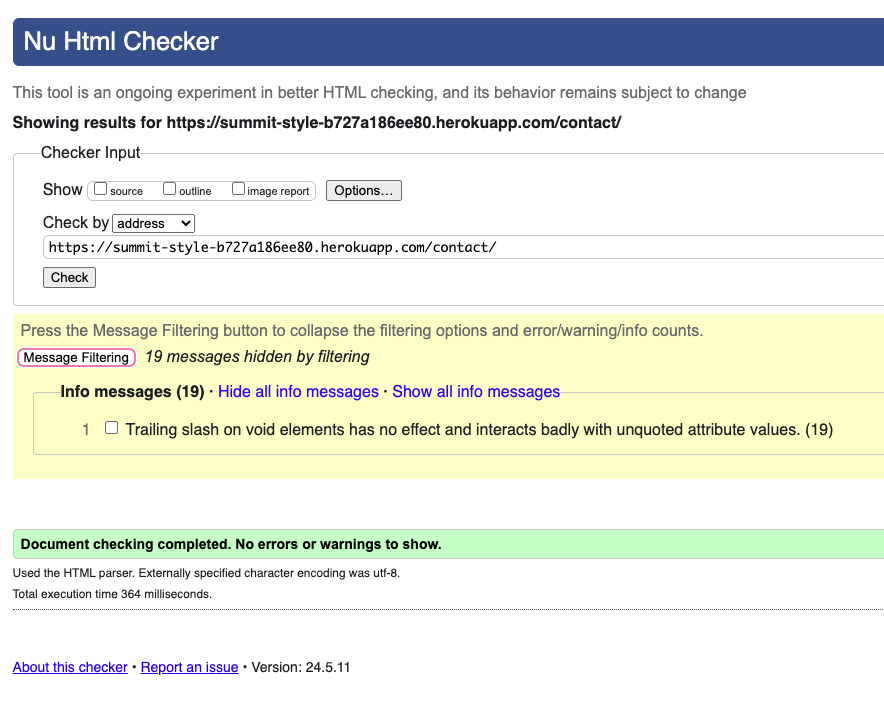 Nu Html Checker
This tool is an ongoing experiment in better HTML checking, and its behavior remains subject to change
Showing results for https://summit-style-b727a186ee80.herokuapp.com/contact/
Checker Input
Show source outline image report Options...
Check by address
https://summit-style-b727a186ee80.herokuapp.com/contact/
Check
Press the Message Filtering button to collapse the filtering options and error/warning/info counts.
Message Filtering 19 messages hidden by filtering
Info messages (19) · Hide all info messages · Show all info messages
1 Trailing slash on void elements has no effect and interacts badly with unquoted attribute values. (19)
Document checking completed. No errors or warnings to show.
Used the HTML parser. Externally specified character encoding was utf-8.
Total execution time 364 milliseconds.
About this checker • Report an issue • Version: 24.5.11